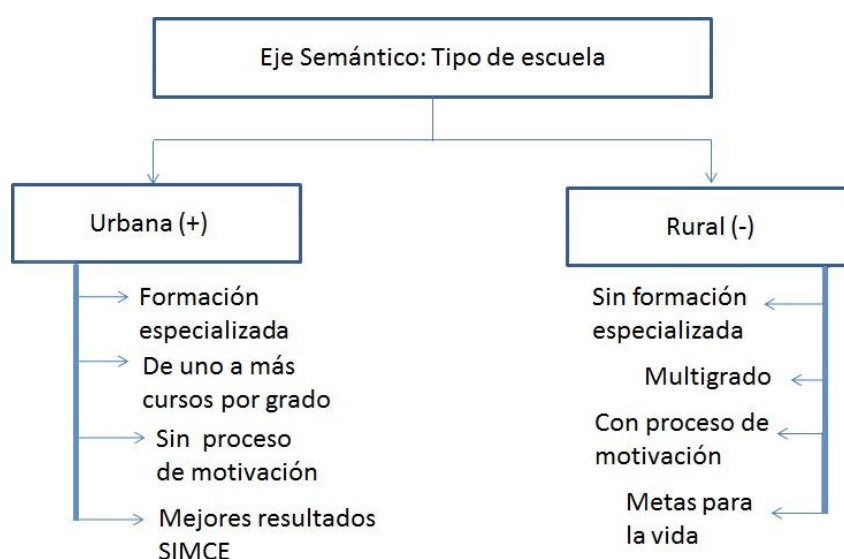 Eje Semántico: Tipo de escuela
Urbana (+)
Formación
especializada
De uno a más
cursos por grado
Sin proceso
de motivación
Mejores resultados
SIMCE
Rural (-)
Sin formación
especializada
Multigrado
Con proceso de
motivación
Metas para
la vida